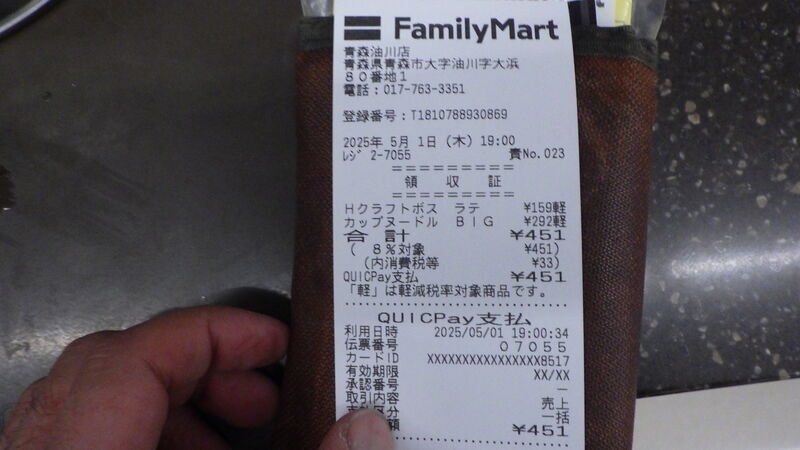 FamilyMart
青森油川店
青森県青森市大字油川字大浜
80番地1
電話:017-763-3351
登録番号:T1810788930869
2025年 5月 1日(木)19:00
レジ 2-7055 責No.023
=========
領 収 証
=========
Hクラフトボス ラテ ¥159軽
カップヌードル BIG ¥292軽
合 計 ¥451
( 8%対象 ¥451)
(内消費税等 ¥33)
QUICPay支払 ¥451
「軽」は軽減税率対象商品です。
QUICPay支払
利用日時 2025/05/01 19:00:34
伝票番号 07055
カードID XXXXXXXXXXXXXXXX8517
有効期限 XX/XX
承認番号 -
取引内容 売上
区分 一括
額 ¥451